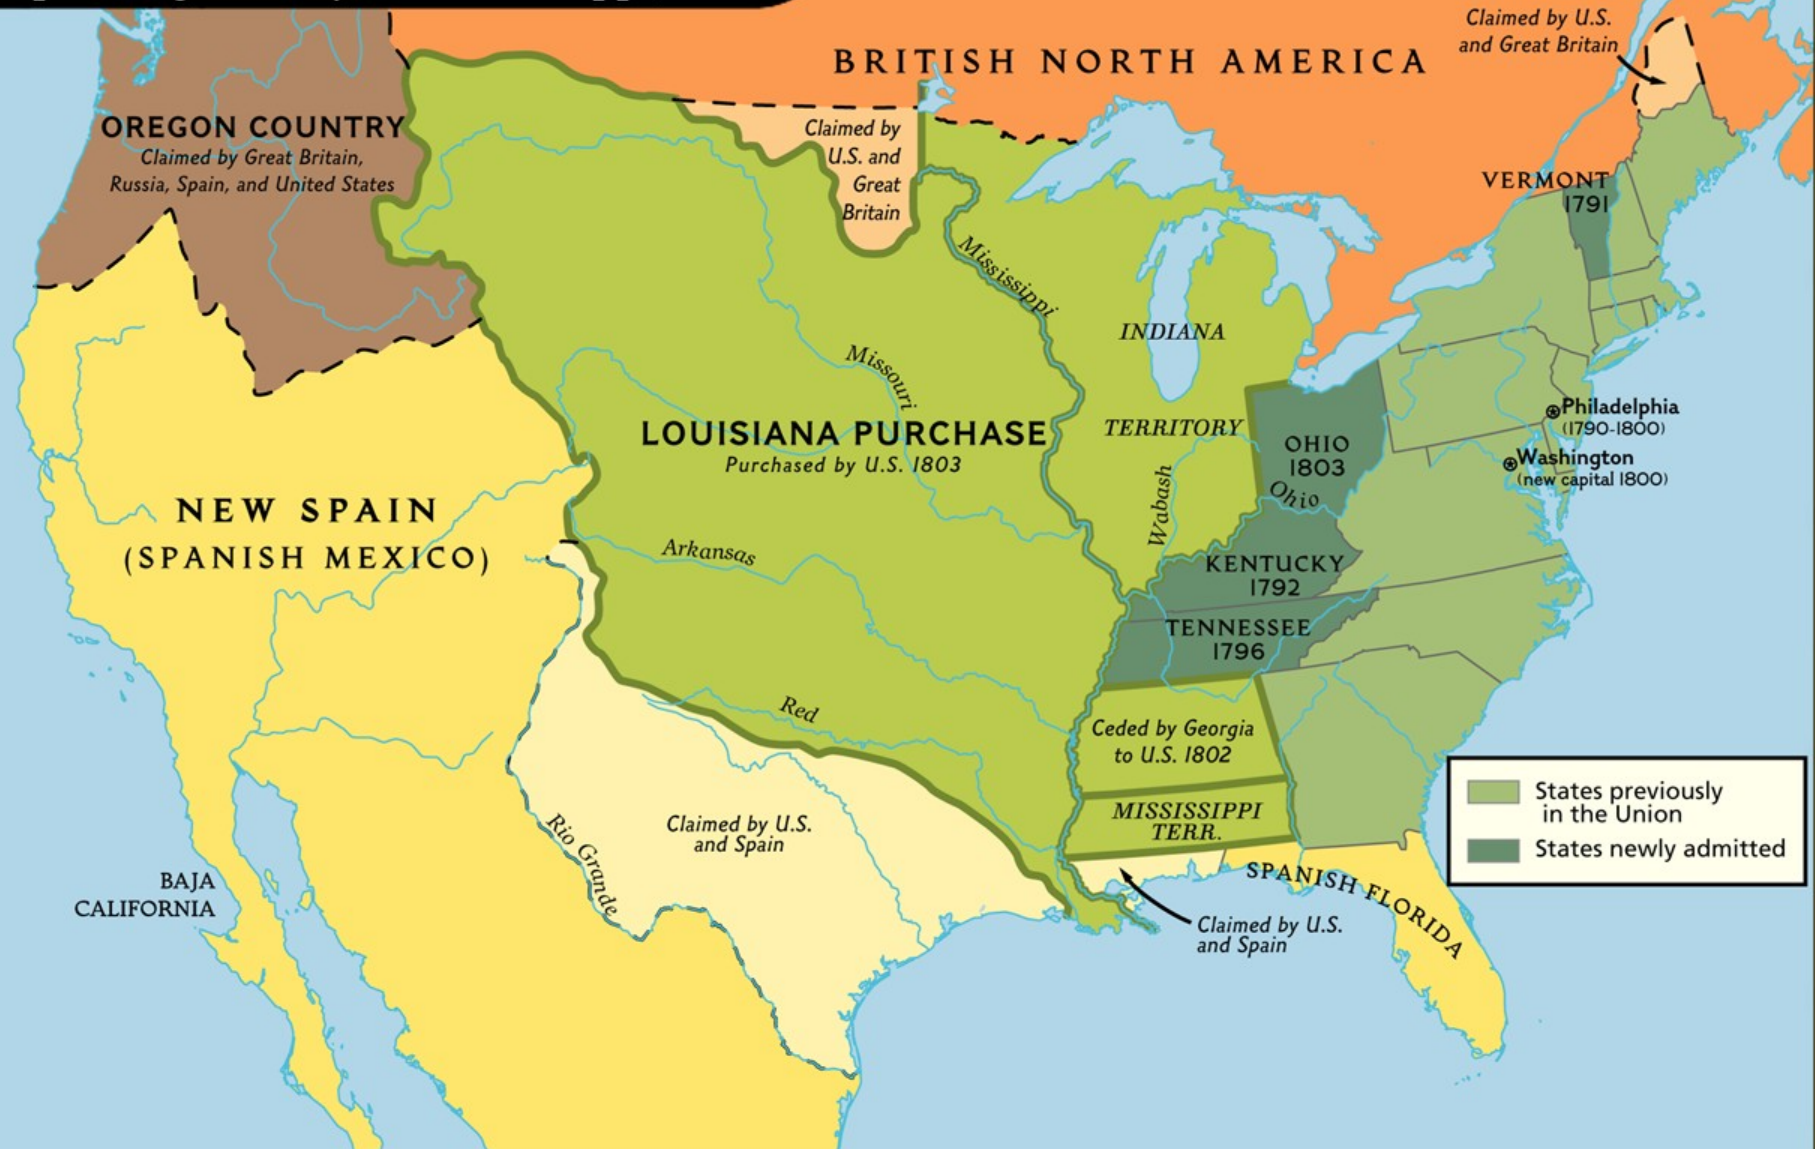 Claimed by U.S.
and Great Britain
BRITISH NORTH AMERICA
OREGON COUNTRY
Claimed by Great Britain,
Russia, Spain, and United States
Claimed by
U.S. and
Great
Britain
VERMONT
1791
Mississippi
INDIANA
TERRITORY
Missouri
LOUISIANA PURCHASE
Purchased by U.S. 1803
OHIO
1803
Ohio
Wabash
Philadelphia
(1790-1800)
Washington
(new capital 1800)
NEW SPAIN
(SPANISH MEXICO)
Arkansas
KENTUCKY
1792
TENNESSEE
1796
Red
Ceded by Georgia
to U.S. 1802
MISSISSIPPI
TERR.
Claimed by U.S.
and Spain
Rio Grande
BAJA
CALIFORNIA
SPANISH FLORIDA
Claimed by U.S.
and Spain
States previously
in the Union
States newly admitted